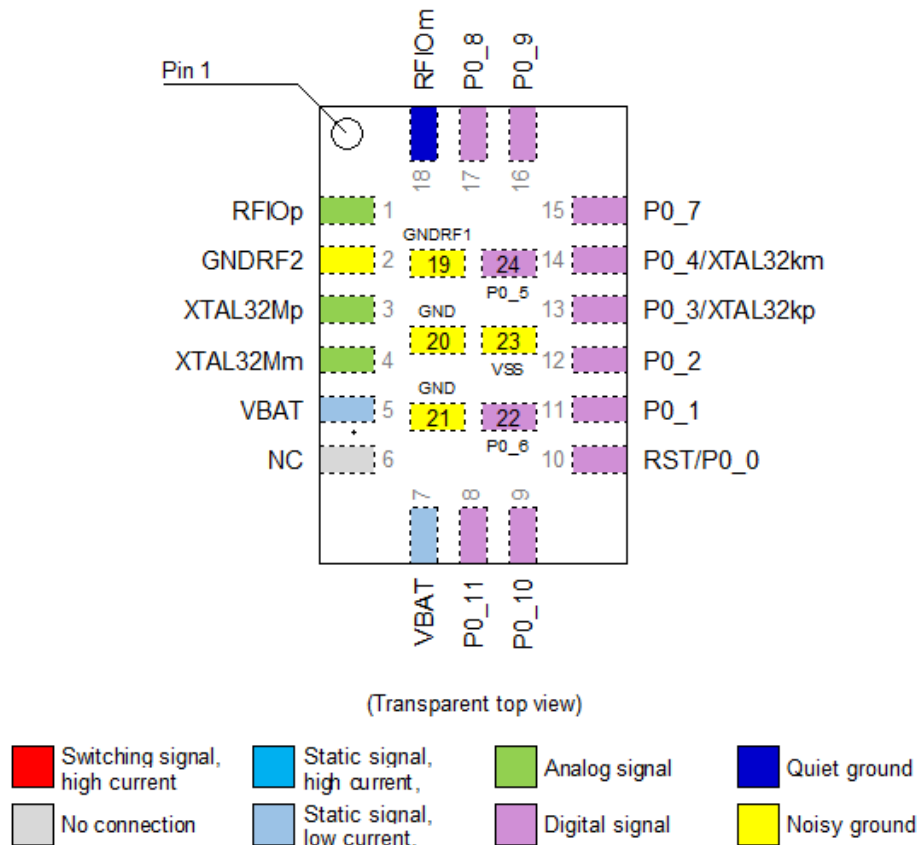 RFIOm
P0_8
P0_9
Pin 1
18
17
16
RFIOp 1
15 P0_7
GNDRF2 2
GNDRF1
19
24
P0_5
14 P0_4/XTAL32km
XTAL32Mp 3
GND
13 P0_3/XTAL32kp
20
23
VSS
XTAL32Mm 4
12 P0_2
GND
VBAT 5
21
22
P0_6
11 P0_1
NC 6
10 RST/P0_0
7
8
9
VBAT
P0_11
P0_10
(Transparent top view)
Switching signal,
high current
Static signal,
high current,
Analog signal
Quiet ground
No connection
Static signal,
low current,
Digital signal
Noisy ground